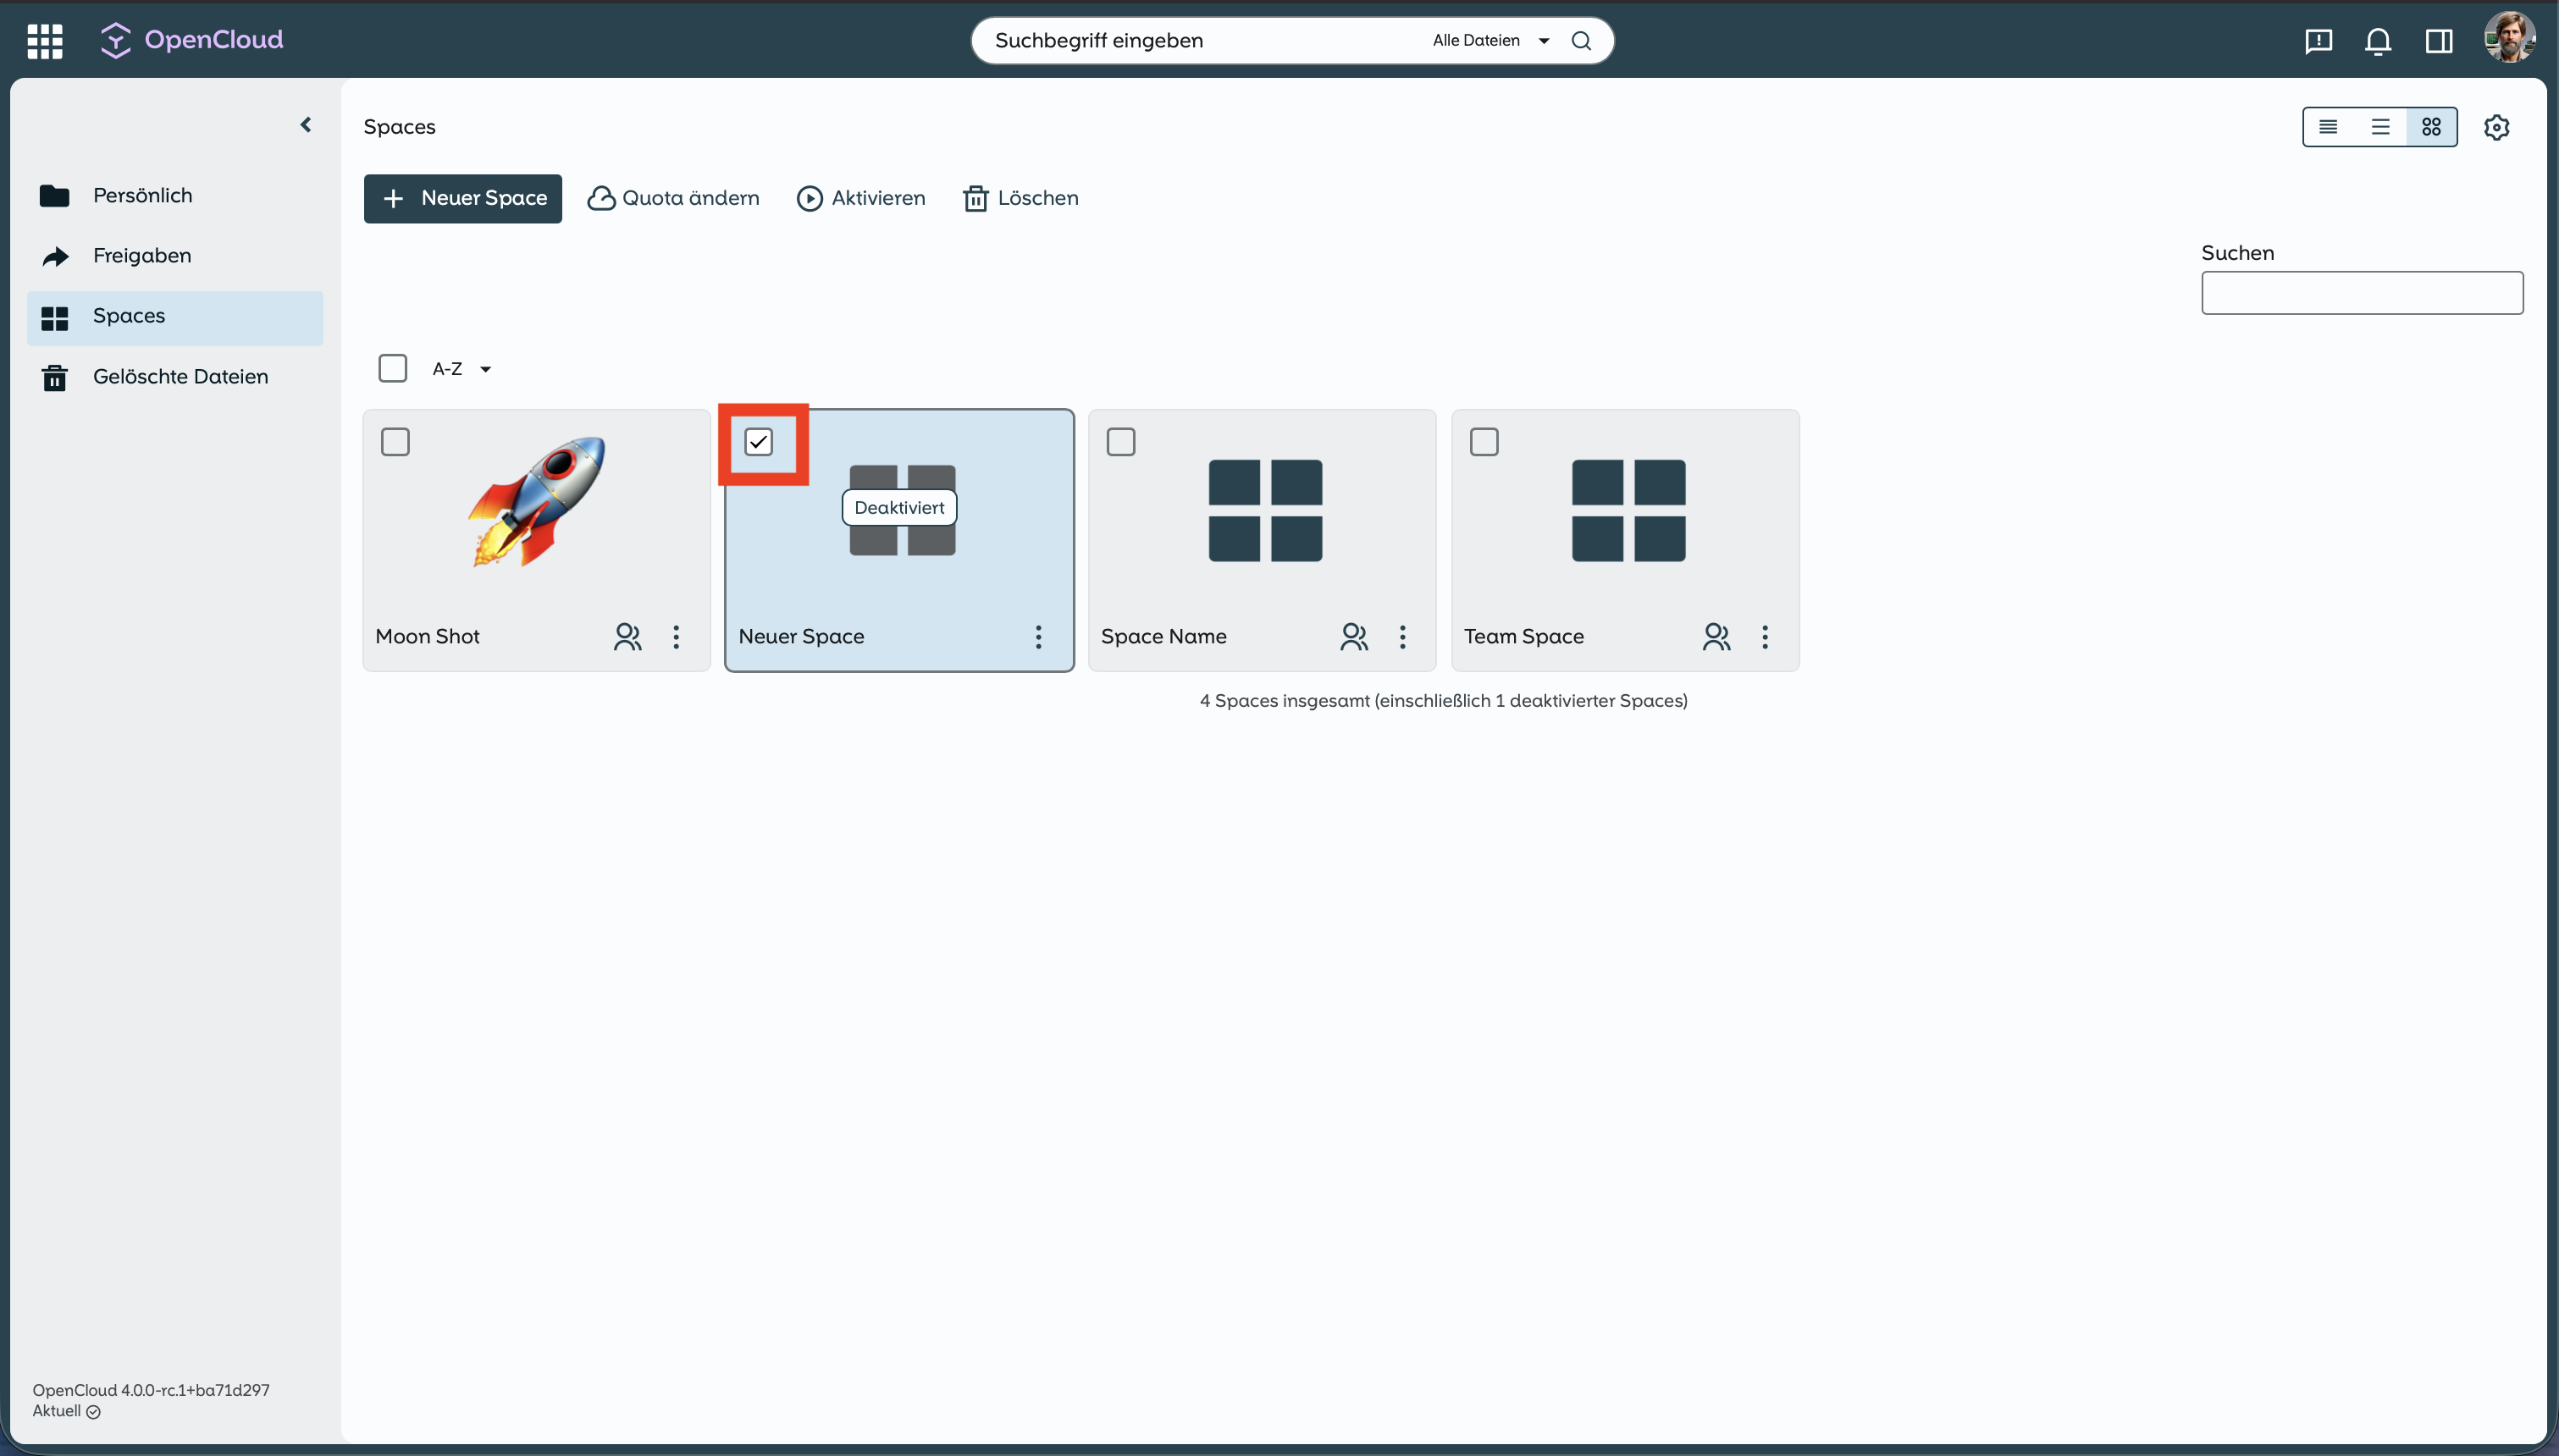 OpenCloud
Suchbegriff eingeben
Alle Dateien
Persönlich
Freigaben
Spaces
Gelöschte Dateien
Spaces
Neuer Space
Quota ändern
Aktivieren
Löschen
Suchen
A-Z
Deaktiviert
Moon Shot
Neuer Space
Space Name
Team Space
4 Spaces insgesamt (einschließlich 1 deaktivierter Spaces)
OpenCloud 4.0.0-rc.1+ba71d297
Aktuell